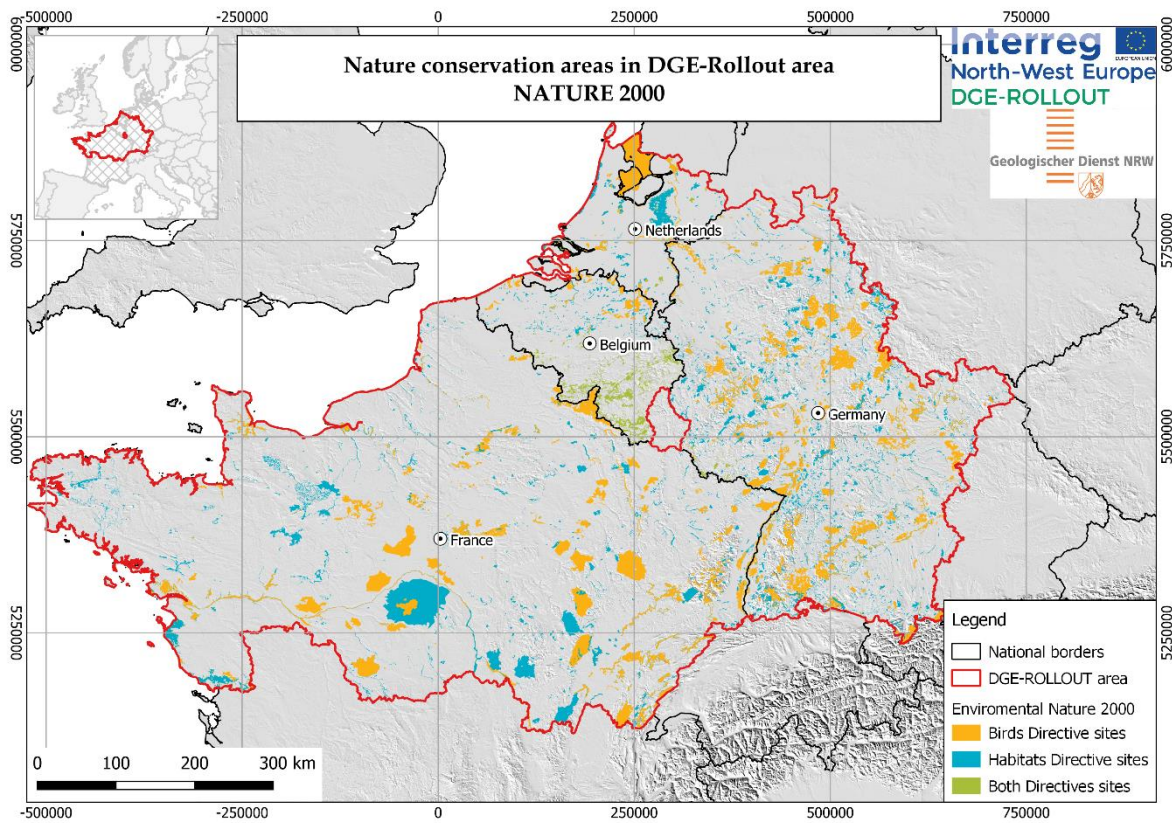 -500000 -250000 0 250000 500000 750000
6000000 6000000
Nature conservation areas in DGE-Rollout area
NATURE 2000
Interreg
EUROPEAN UNION
North-West Europe
DGE-ROLLOUT
Geologischer Dienst NRW
5750000 5750000
Netherlands
Belgium
Germany
5500000 5500000
France
5250000 5250000
Legend
National borders
DGE-ROLLOUT area
Enviromental Nature 2000
Birds Directive sites
Habitats Directive sites
Both Directives sites
0 100 200 300 km
-500000 -250000 0 250000 500000 750000